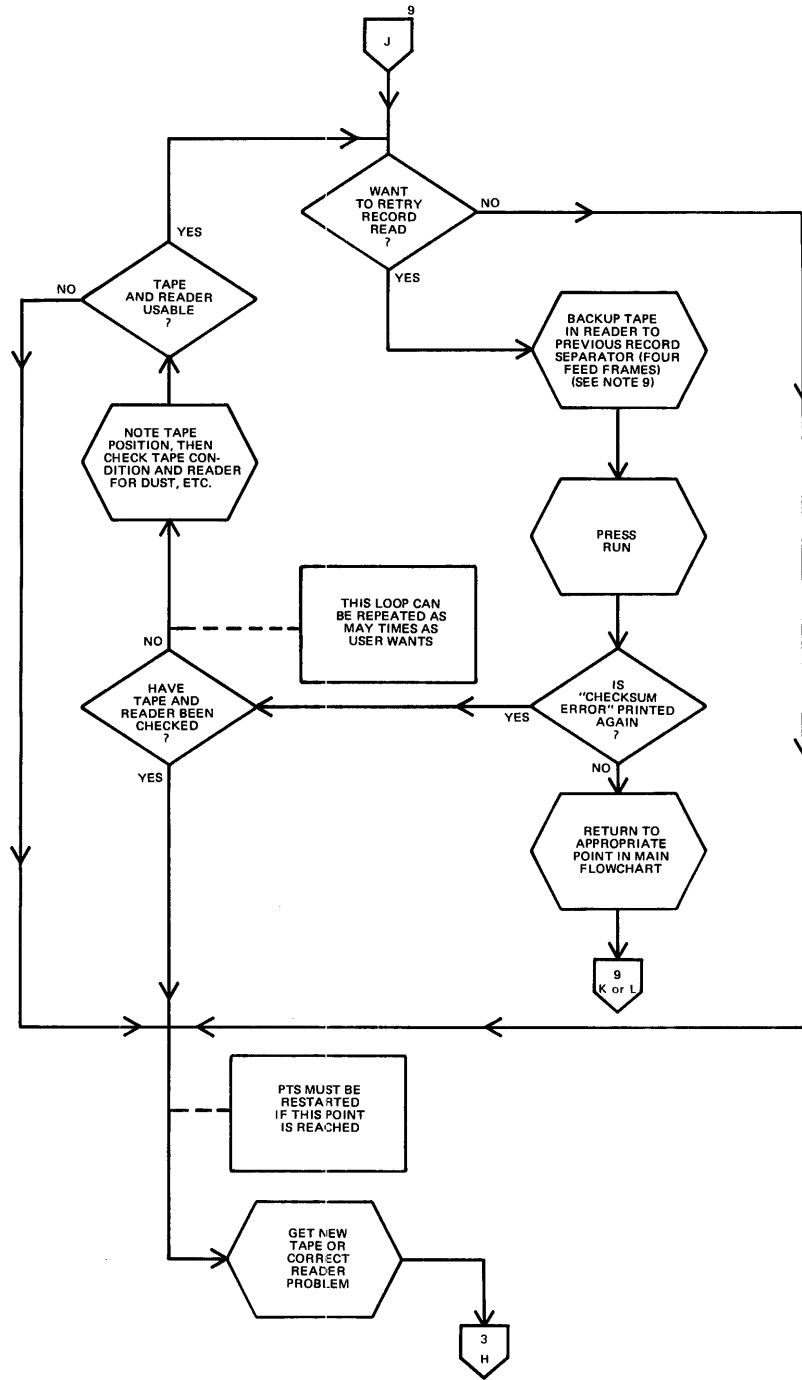 9
J
WANT
TO RETRY
RECORD
READ
?
NO
YES
YES
TAPE
AND READER
USABLE
?
NO
BACKUP TAPE
IN READER TO
PREVIOUS RECORD
SEPARATOR (FOUR
FEED FRAMES)
(SEE NOTE 9)
NOTE TAPE
POSITION, THEN
CHECK TAPE CON-
DITION AND READER
FOR DUST, ETC.
PRESS
RUN
THIS LOOP CAN
BE REPEATED AS
MAY TIMES AS
USER WANTS
NO
HAVE
TAPE AND
READER BEEN
CHECKED
?
YES
IS
"CHECKSUM
ERROR" PRINTED
AGAIN
?
YES
NO
RETURN TO
APPROPRIATE
POINT IN MAIN
FLOWCHART
9
K or L
PTS MUST BE
RESTARTED
IF THIS POINT
IS REACHED
GET NEW
TAPE OR
CORRECT
READER
PROBLEM
3
H